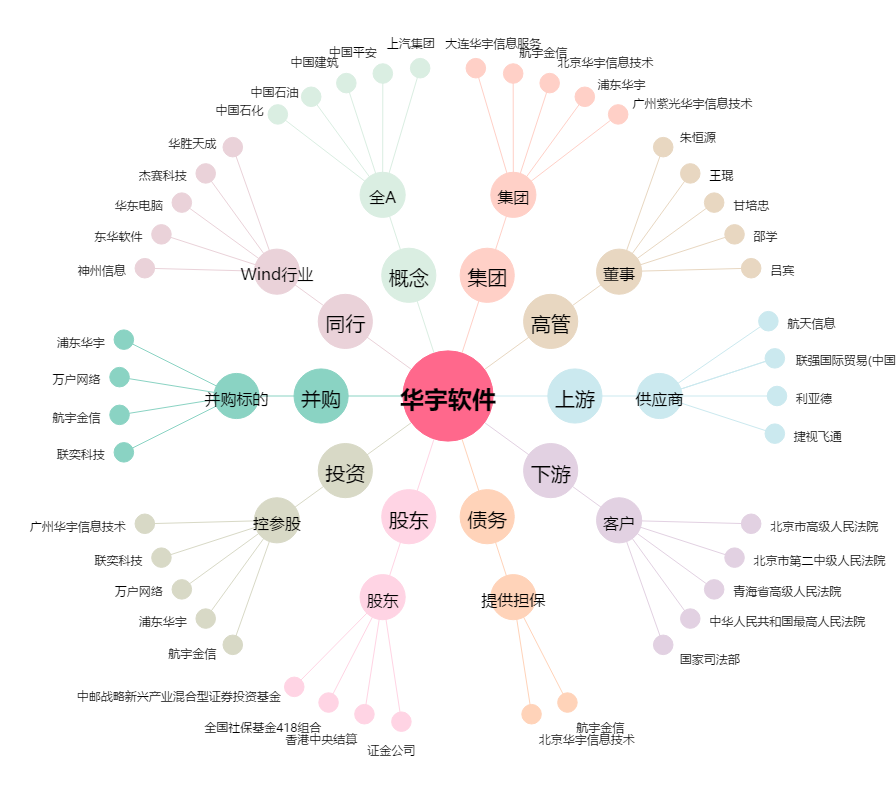 上汽集团
大连华宇信息服务
中国平安
航宇金信
中国建筑
北京华宇信息技术
中国石油
浦东华宇
中国石化
广州紫光华宇信息技术
华胜天成
朱恒源
杰赛科技
王琨
全A
集团
华东电脑
甘培忠
东华软件
邵学
神州信息
吕宾
Wind行业
董事
概念
集团
同行
高管
航天信息
浦东华宇
联强国际贸易(中国
万户网络
并购标的
并购
华宇软件
上游
供应商
利亚德
航宇金信
捷视飞通
联奕科技
投资
下游
股东
债务
广州华宇信息技术
控参股
客户
北京市高级人民法院
联奕科技
北京市第二中级人民法院
万户网络
青海省高级人民法院
股东
提供担保
浦东华宇
中华人民共和国最高人民法院
航宇金信
国家司法部
中邮战略新兴产业混合型证券投资基金
全国社保基金418组合
航宇金信
香港中央结算
北京华宇信息技术
证金公司